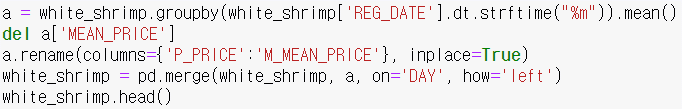 a = white_shrimp.groupby(white_shrimp['REG_DATE'].dt.strftime("%m")).mean()
del a['MEAN_PRICE']
a.rename(columns={'P_PRICE':'M_MEAN_PRICE'}, inplace=True)
white_shrimp = pd.merge(white_shrimp, a, on='DAY', how='left')
white_shrimp.head()